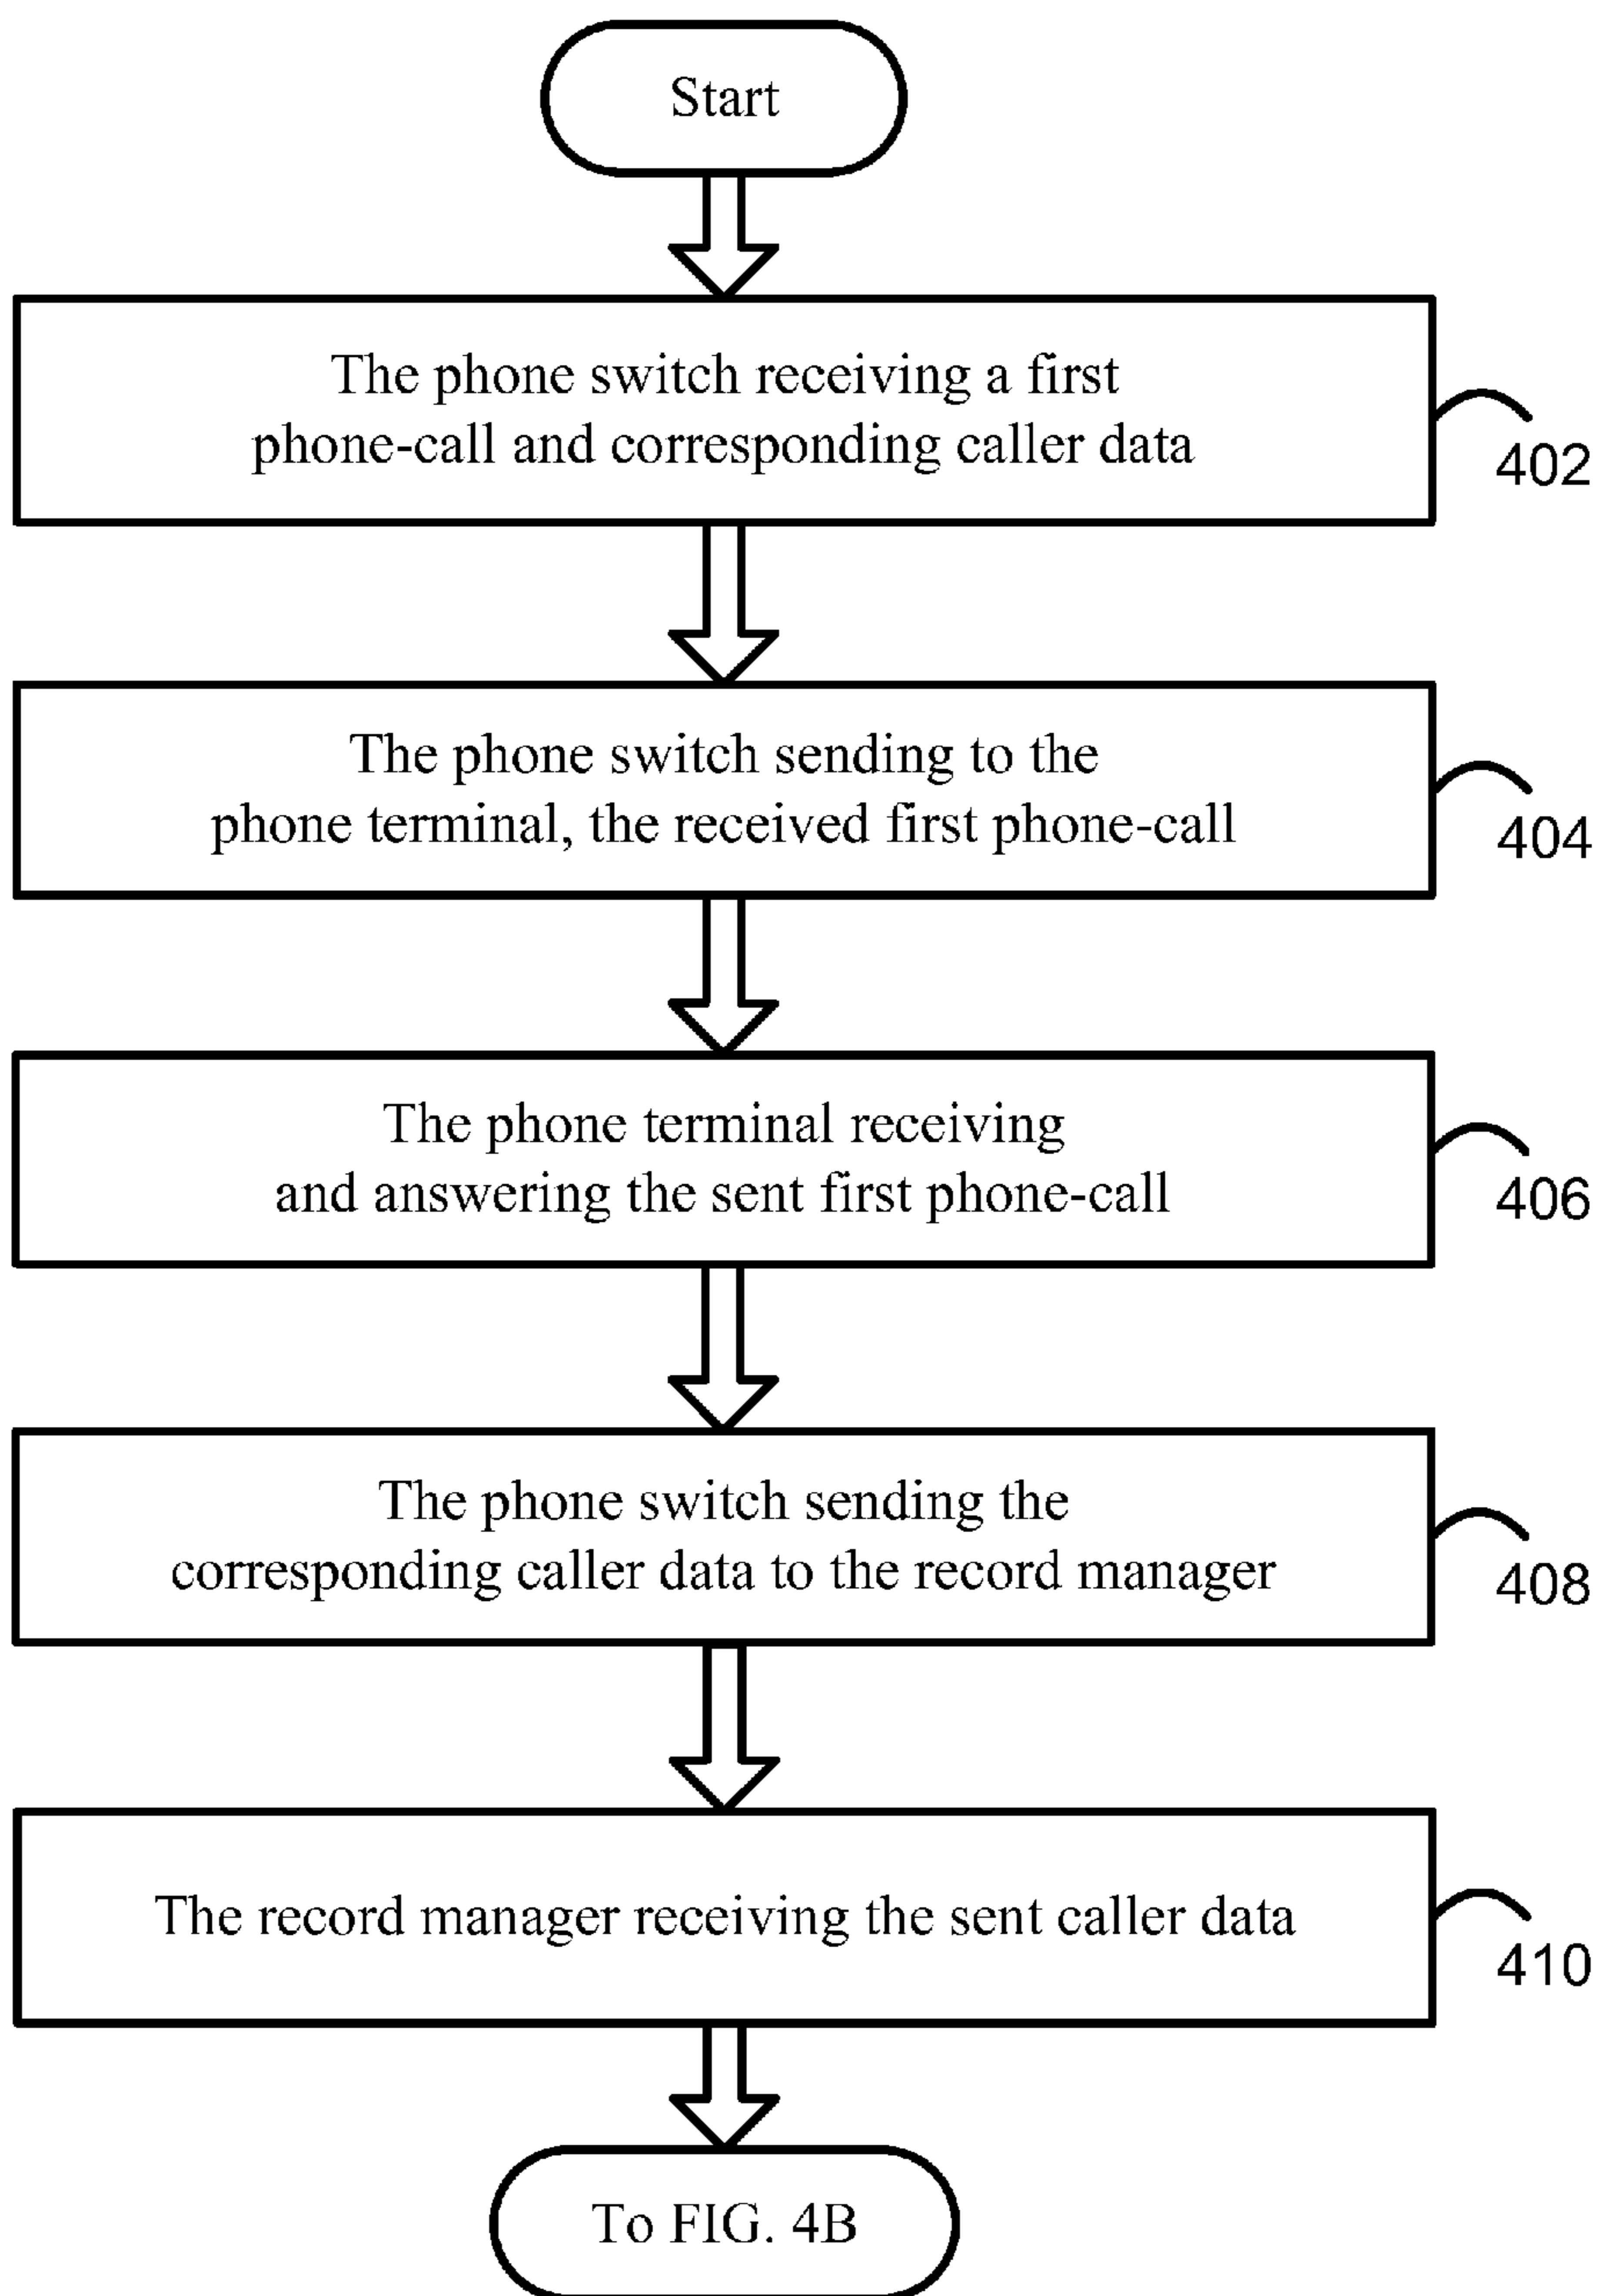 Start
The phone switch receiving a first
phone-call and corresponding caller data
402
The phone switch sending to the
phone terminal, the received first phone-call
404
The phone terminal receiving
and answering the sent first phone-call
406
The phone switch sending the
corresponding caller data to the record manager
408
The record manager receiving the sent caller data
410
To FIG. 4B